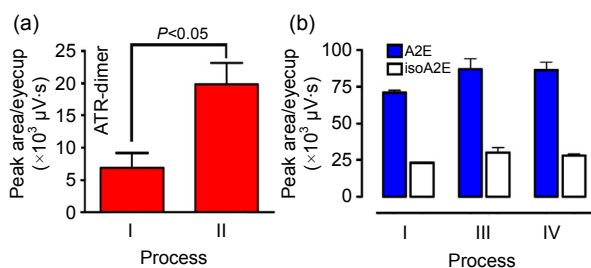 (a)
P<0.05
Peak area/eyecup
(×10³ μV·s)
ATR-dimer
25
20
15
10
5
0
I II
Process
(b)
A2E
isoA2E
Peak area/eyecup
(×10³ μV·s)
100
75
50
25
0
I III IV
Process